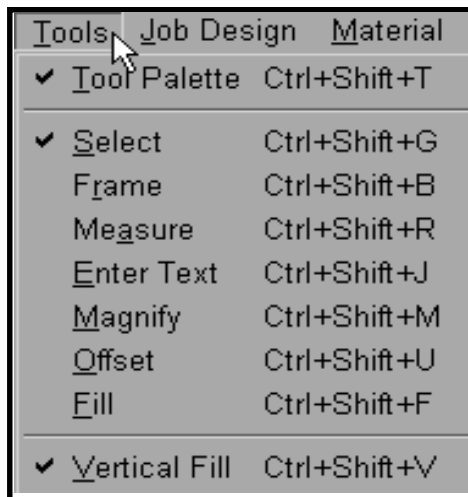 Tools Job Design Material
✔ Tool Palette Ctrl+Shift+T
✔ Select Ctrl+Shift+G
Frame Ctrl+Shift+B
Measure Ctrl+Shift+R
Enter Text Ctrl+Shift+J
Magnify Ctrl+Shift+M
Offset Ctrl+Shift+U
Fill Ctrl+Shift+F
✔ Vertical Fill Ctrl+Shift+V